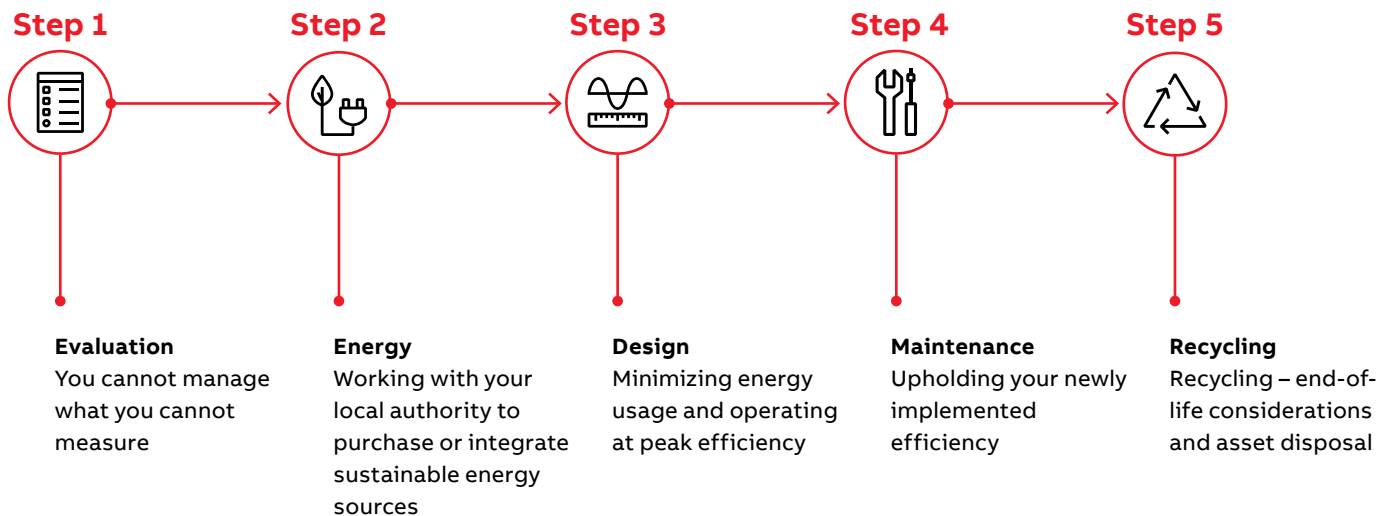 Step 1
Step 2
Step 3
Step 4
Step 5
Evaluation
You cannot manage
what you cannot
measure
Energy
Working with your
local authority to
purchase or integrate
sustainable energy
sources
Design
Minimizing energy
usage and operating
at peak efficiency
Maintenance
Upholding your newly
implemented
efficiency
Recycling
Recycling – end-of-
life considerations
and asset disposal